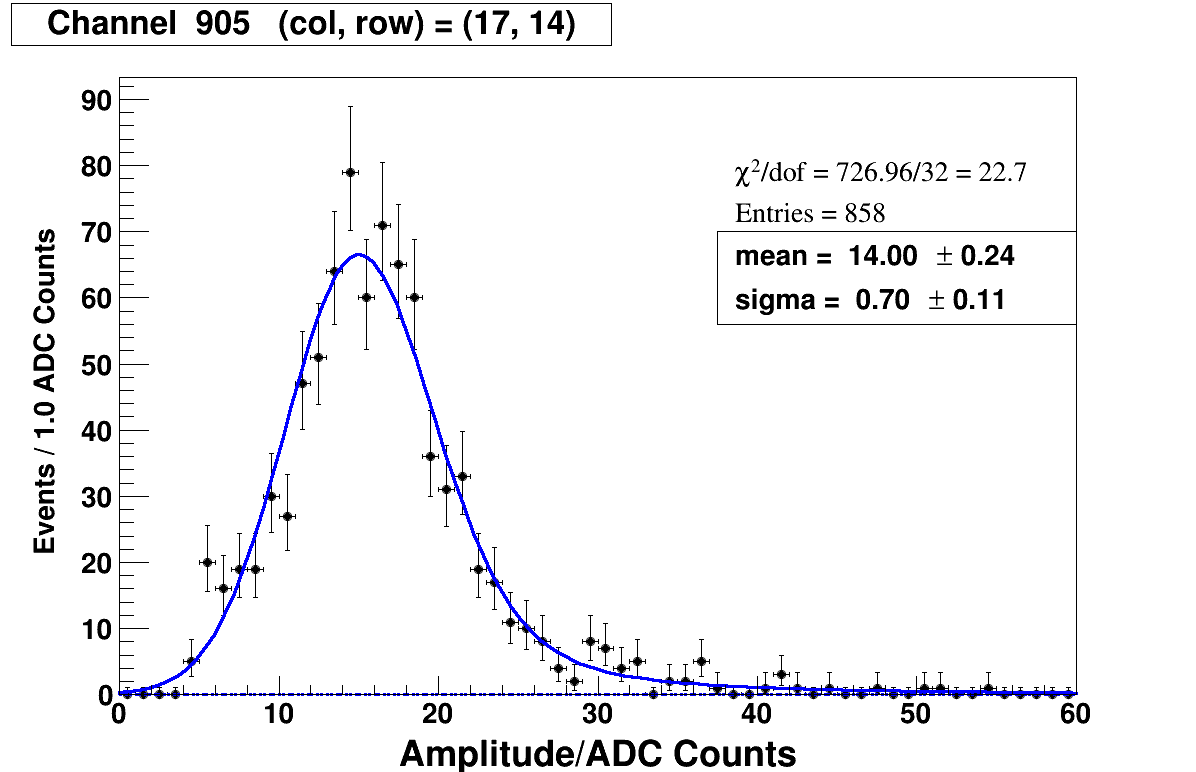 Channel 905 (col, row) = (17, 14)
90
80
70
60
50
40
30
20
10
0
Events / 1.0 ADC Counts
χ²/dof = 726.96/32 = 22.7
Entries = 858
mean = 14.00 ± 0.24
sigma = 0.70 ± 0.11
0 10 20 30 40 50 60
Amplitude/ADC Counts